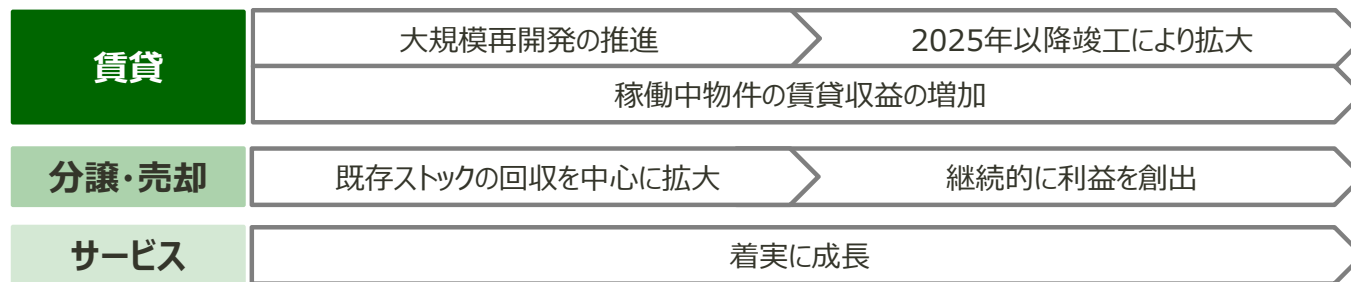 賃貸
大規模再開発の推進
2025年以降竣工により拡大
稼働中物件の賃貸収益の増加
分譲・売却
既存ストックの回収を中心に拡大
継続的に利益を創出
サービス
着実に成長